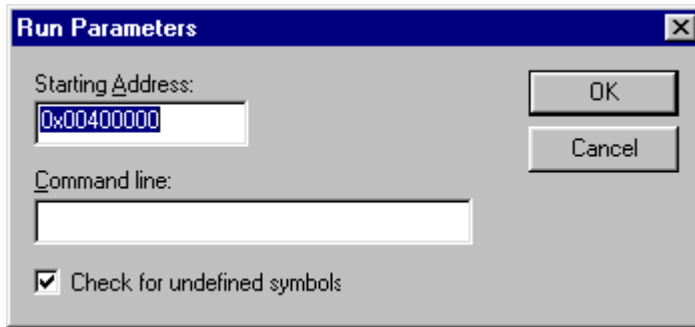 Run Parameters
Starting Address:
0x00400000
OK
Cancel
Command line:
Check for undefined symbols